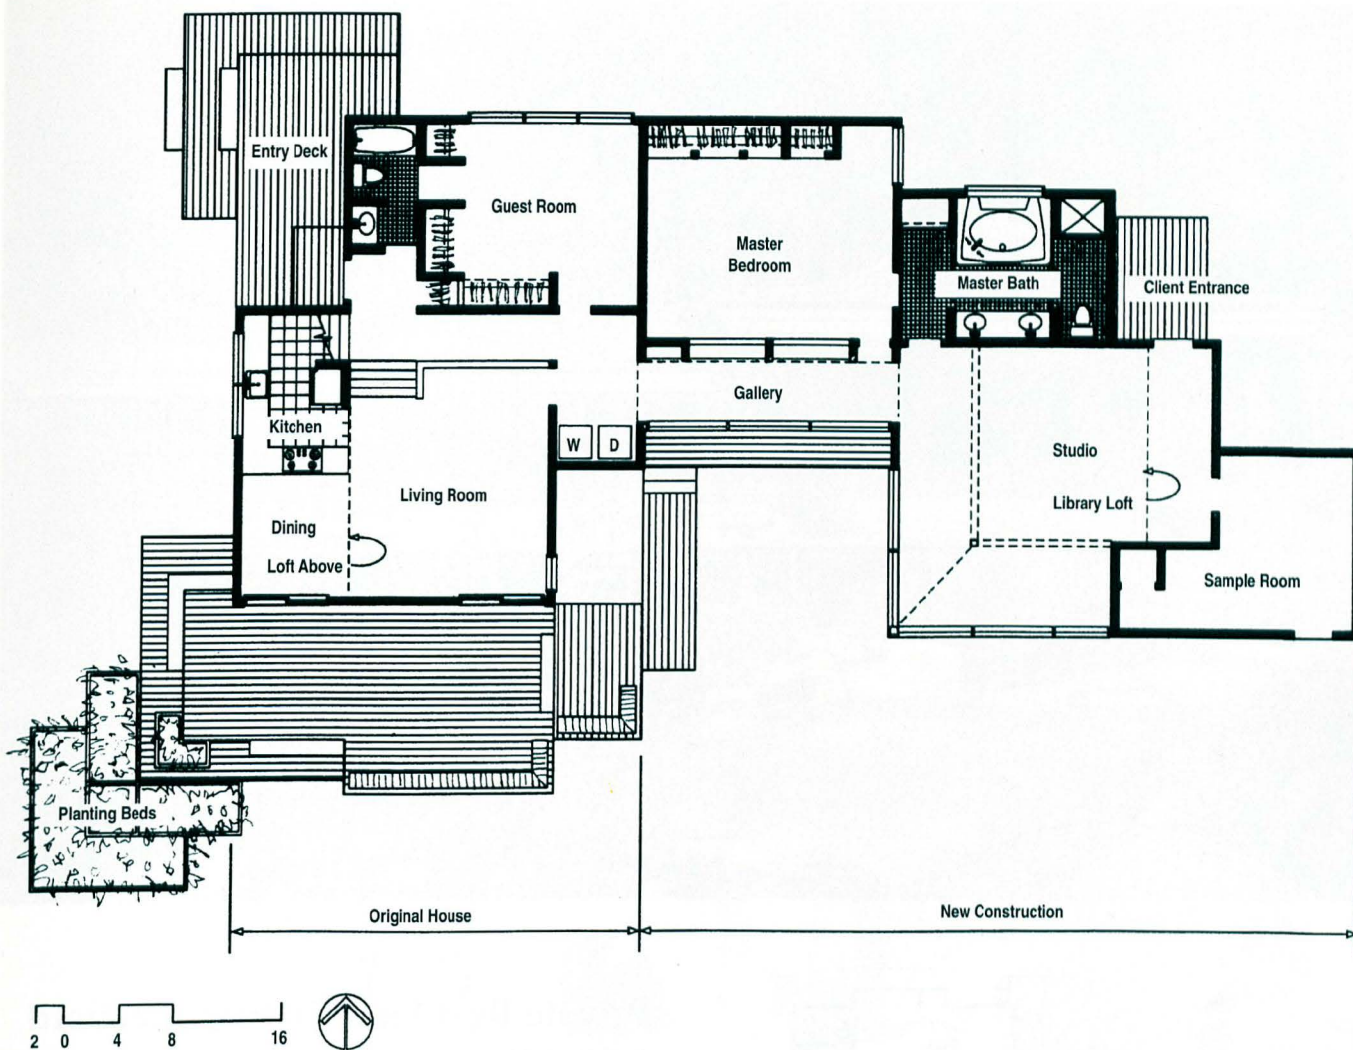 Entry Deck
Guest Room
Master
Bedroom
Master Bath
Client Entrance
Gallery
Kitchen
W D
Studio
Living Room
Library Loft
Dining
Loft Above
Sample Room
Planting Beds
Original House
New Construction
2 0 4 8 16